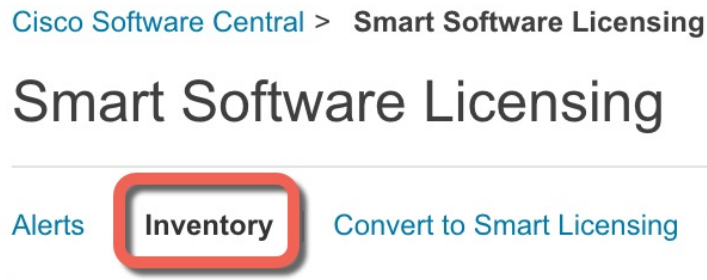 Cisco Software Central > Smart Software Licensing
Smart Software Licensing
Alerts Inventory Convert to Smart Licensing